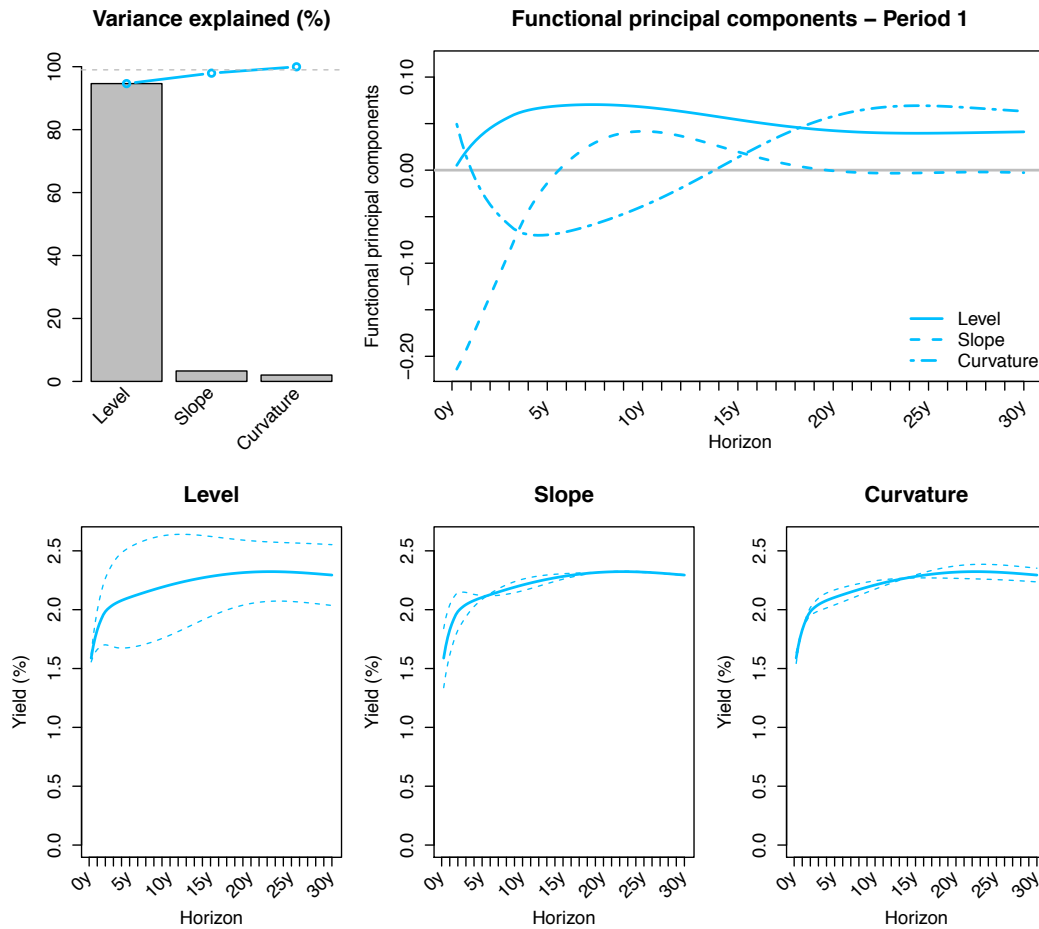 Variance explained (%)
0
20
40
60
80
100
Level
Slope
Curvature
Functional principal components – Period 1
Functional principal components
−0.20
−0.10
0.00
0.10
0y
5y
10y
15y
20y
25y
30y
Horizon
Level
Slope
Curvature
Level
Yield (%)
0.0
0.5
1.0
1.5
2.0
2.5
0y
5y
10y
15y
20y
25y
30y
Horizon
Slope
Yield (%)
0.0
0.5
1.0
1.5
2.0
2.5
0y
5y
10y
15y
20y
25y
30y
Horizon
Curvature
Yield (%)
0.0
0.5
1.0
1.5
2.0
2.5
0y
5y
10y
15y
20y
25y
30y
Horizon